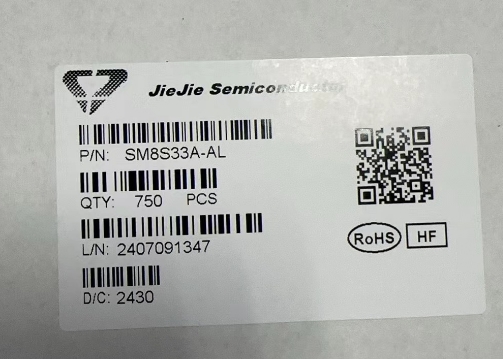 JieJie Semiconductor
P/N: SM8S33A-AL
QTY: 750 PCS
L/N: 2407091347
D/C: 2430
RoHS
HF